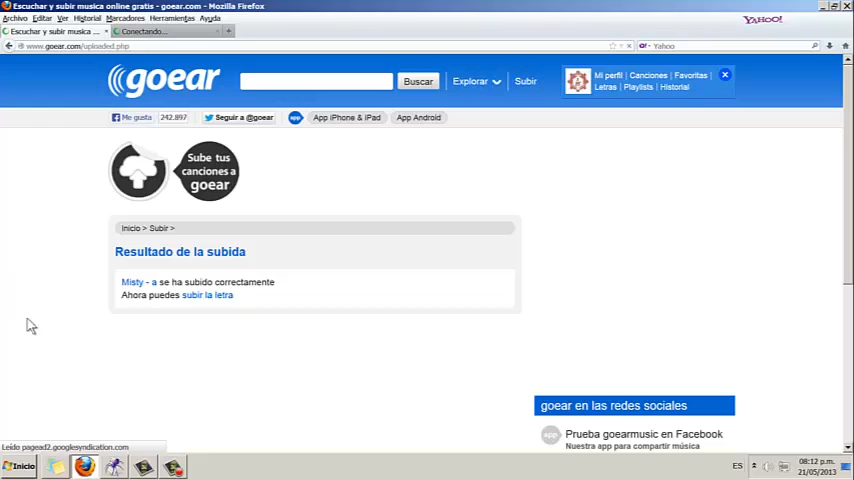 Escuchar y subir musica online gratis - goear.com - Mozilla Firefox
Archivo Editar Ver Historial Marcadores Herramientas Ayuda
YAHOO!
Escuchar y subir musica ... × Conectando... × +
www.goear.com/uploaded.php
Yahoo
goear
Buscar
Explorar
Subir
Mi perfil | Canciones | Favoritas |
Letras | Playlists | Historial
Me gusta 242.897
Seguir a @goear
app App iPhone & iPad
App Android
Sube tus
canciones a
goear
Inicio > Subir >
Resultado de la subida
Misty - a se ha subido correctamente
Ahora puedes subir la letra
goear en las redes sociales
app Prueba goearmusic en Facebook
Nuestra app para compartir música
Leído pagead2.googlesyndication.com
Inicio
ES
08:12 p.m.
21/05/2013